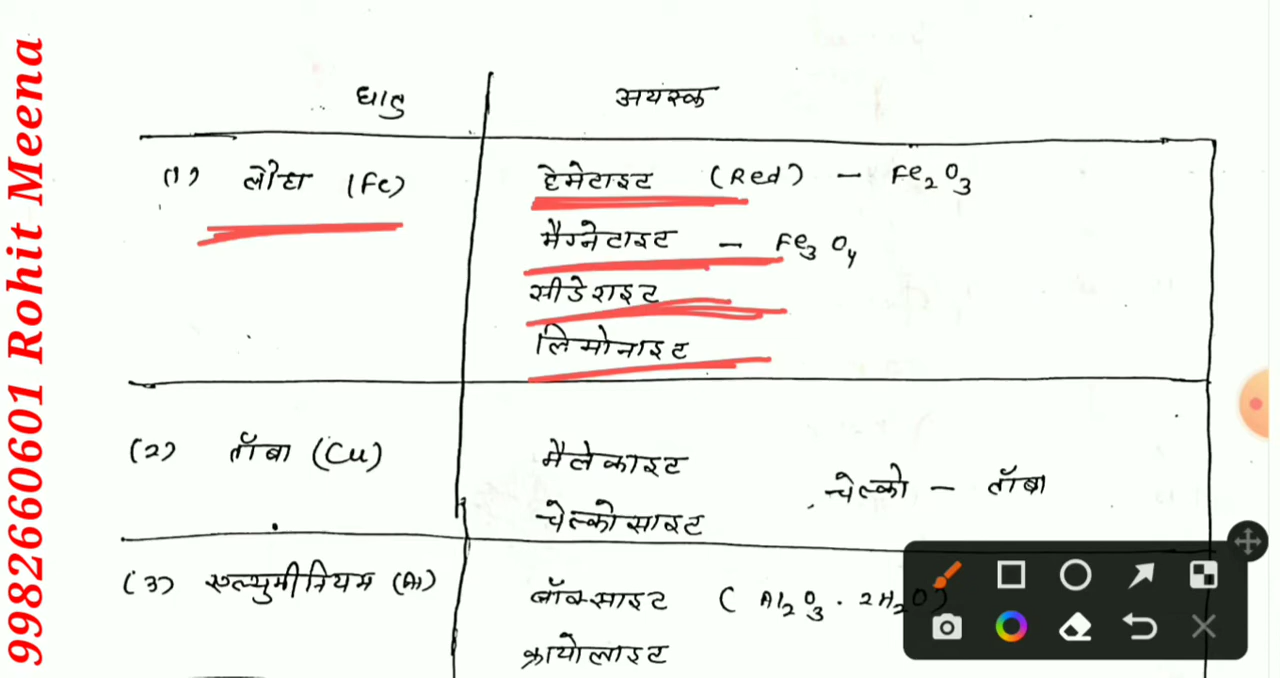 9982660601 Rohit Meena
धातु अयस्क
(1) लोहा (Fe) हेमेटाइट (Red) - Fe₂O₃
मैग्नेटाइट - Fe₃O₄
सीडेराइट
लिमोनाइट
(2) ताँबा (Cu) मैलेकाइट
चेल्को - ताँबा
चेल्कोसाइट
(3) एल्युमीनियम (Al) बॉक्साइट (Al₂O₃. 2H₂O)
क्रायोलाइट